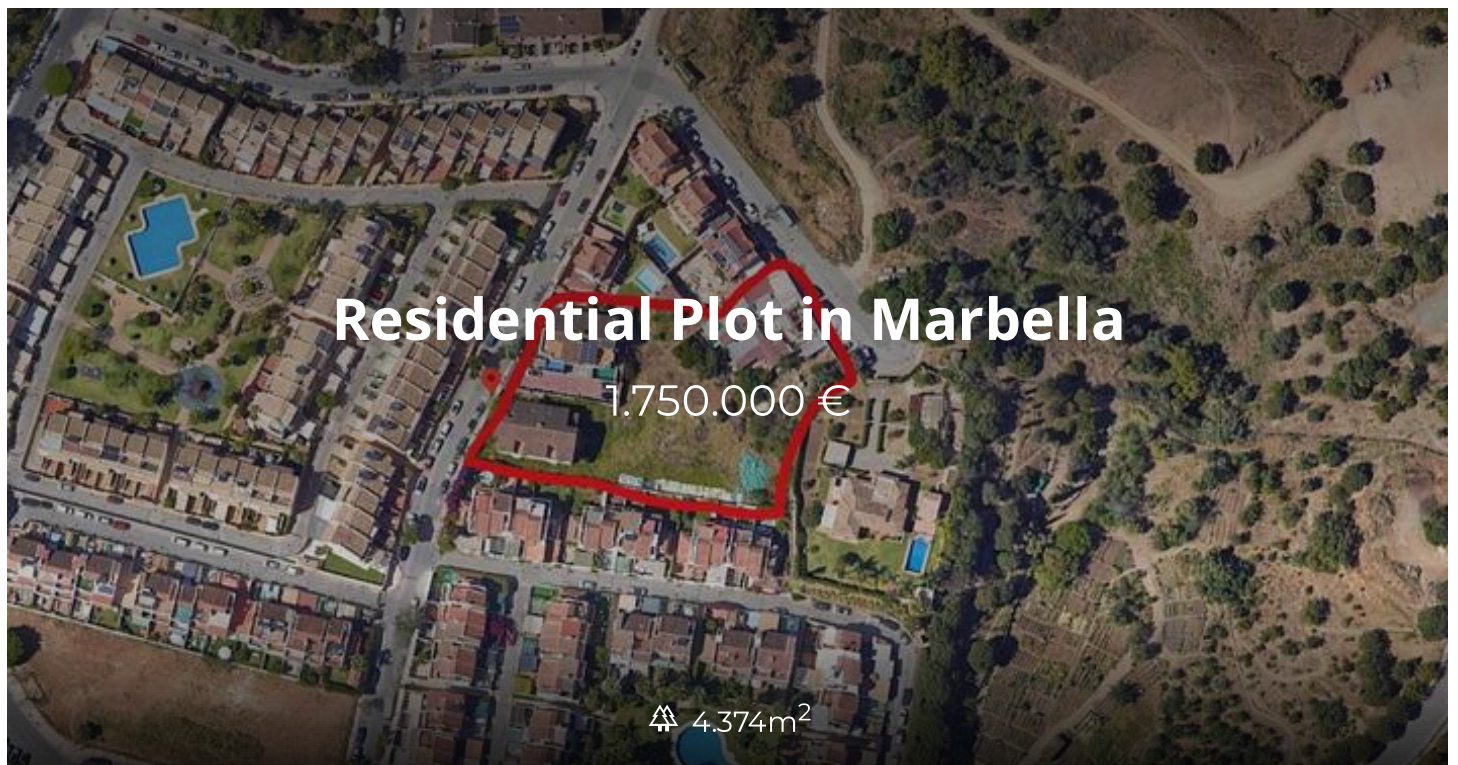 Residential Plot in Marbella
1.750.000 €
4.374m²